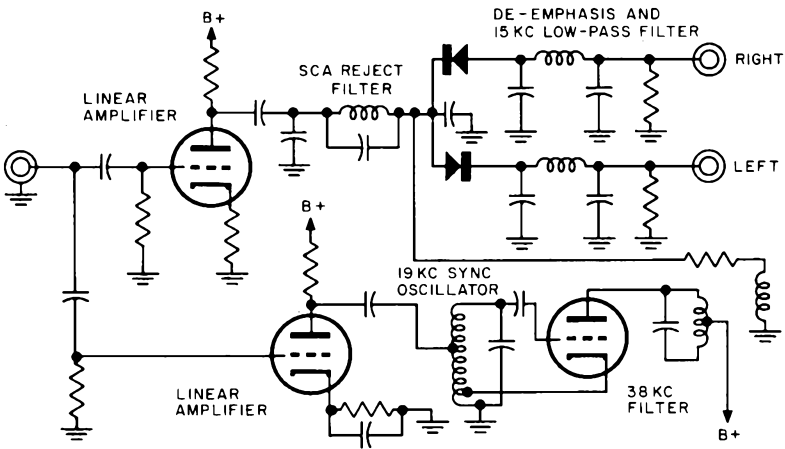 B+
DE-EMPHASIS AND
15 KC LOW-PASS FILTER
RIGHT
SCA REJECT
FILTER
LINEAR
AMPLIFIER
LEFT
B+
19 KC SYNC
OSCILLATOR
LINEAR
AMPLIFIER
38 KC
FILTER
B+